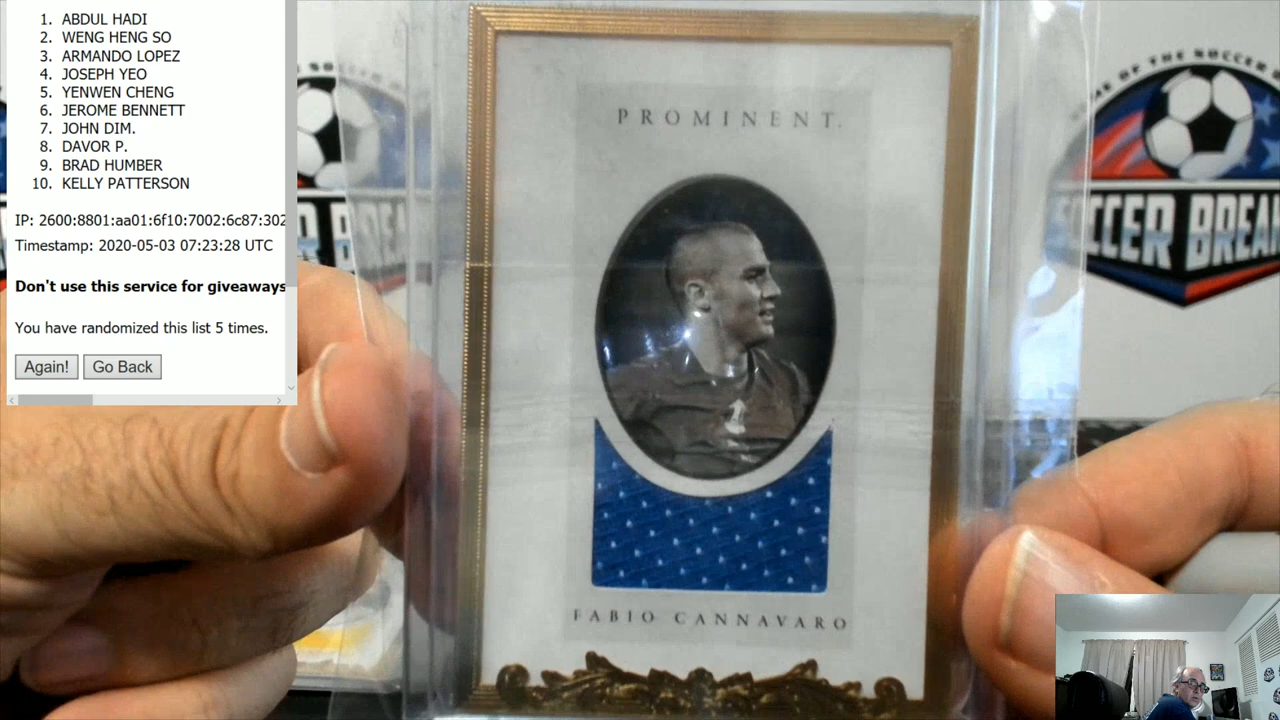 1. ABDUL HADI
2. WENG HENG SO
3. ARMANDO LOPEZ
4. JOSEPH YEO
5. YENWEN CHENG
6. JEROME BENNETT
7. JOHN DIM.
8. DAVOR P.
9. BRAD HUMBER
10. KELLY PATTERSON
IP: 2600:8801:aa01:6f10:7002:6c87:302
Timestamp: 2020-05-03 07:23:28 UTC
Don't use this service for giveaways
You have randomized this list 5 times.
Again! Go Back
PROMINENT.
FABIO CANNAVARO
OF THE SOCCER
CCER BREAK